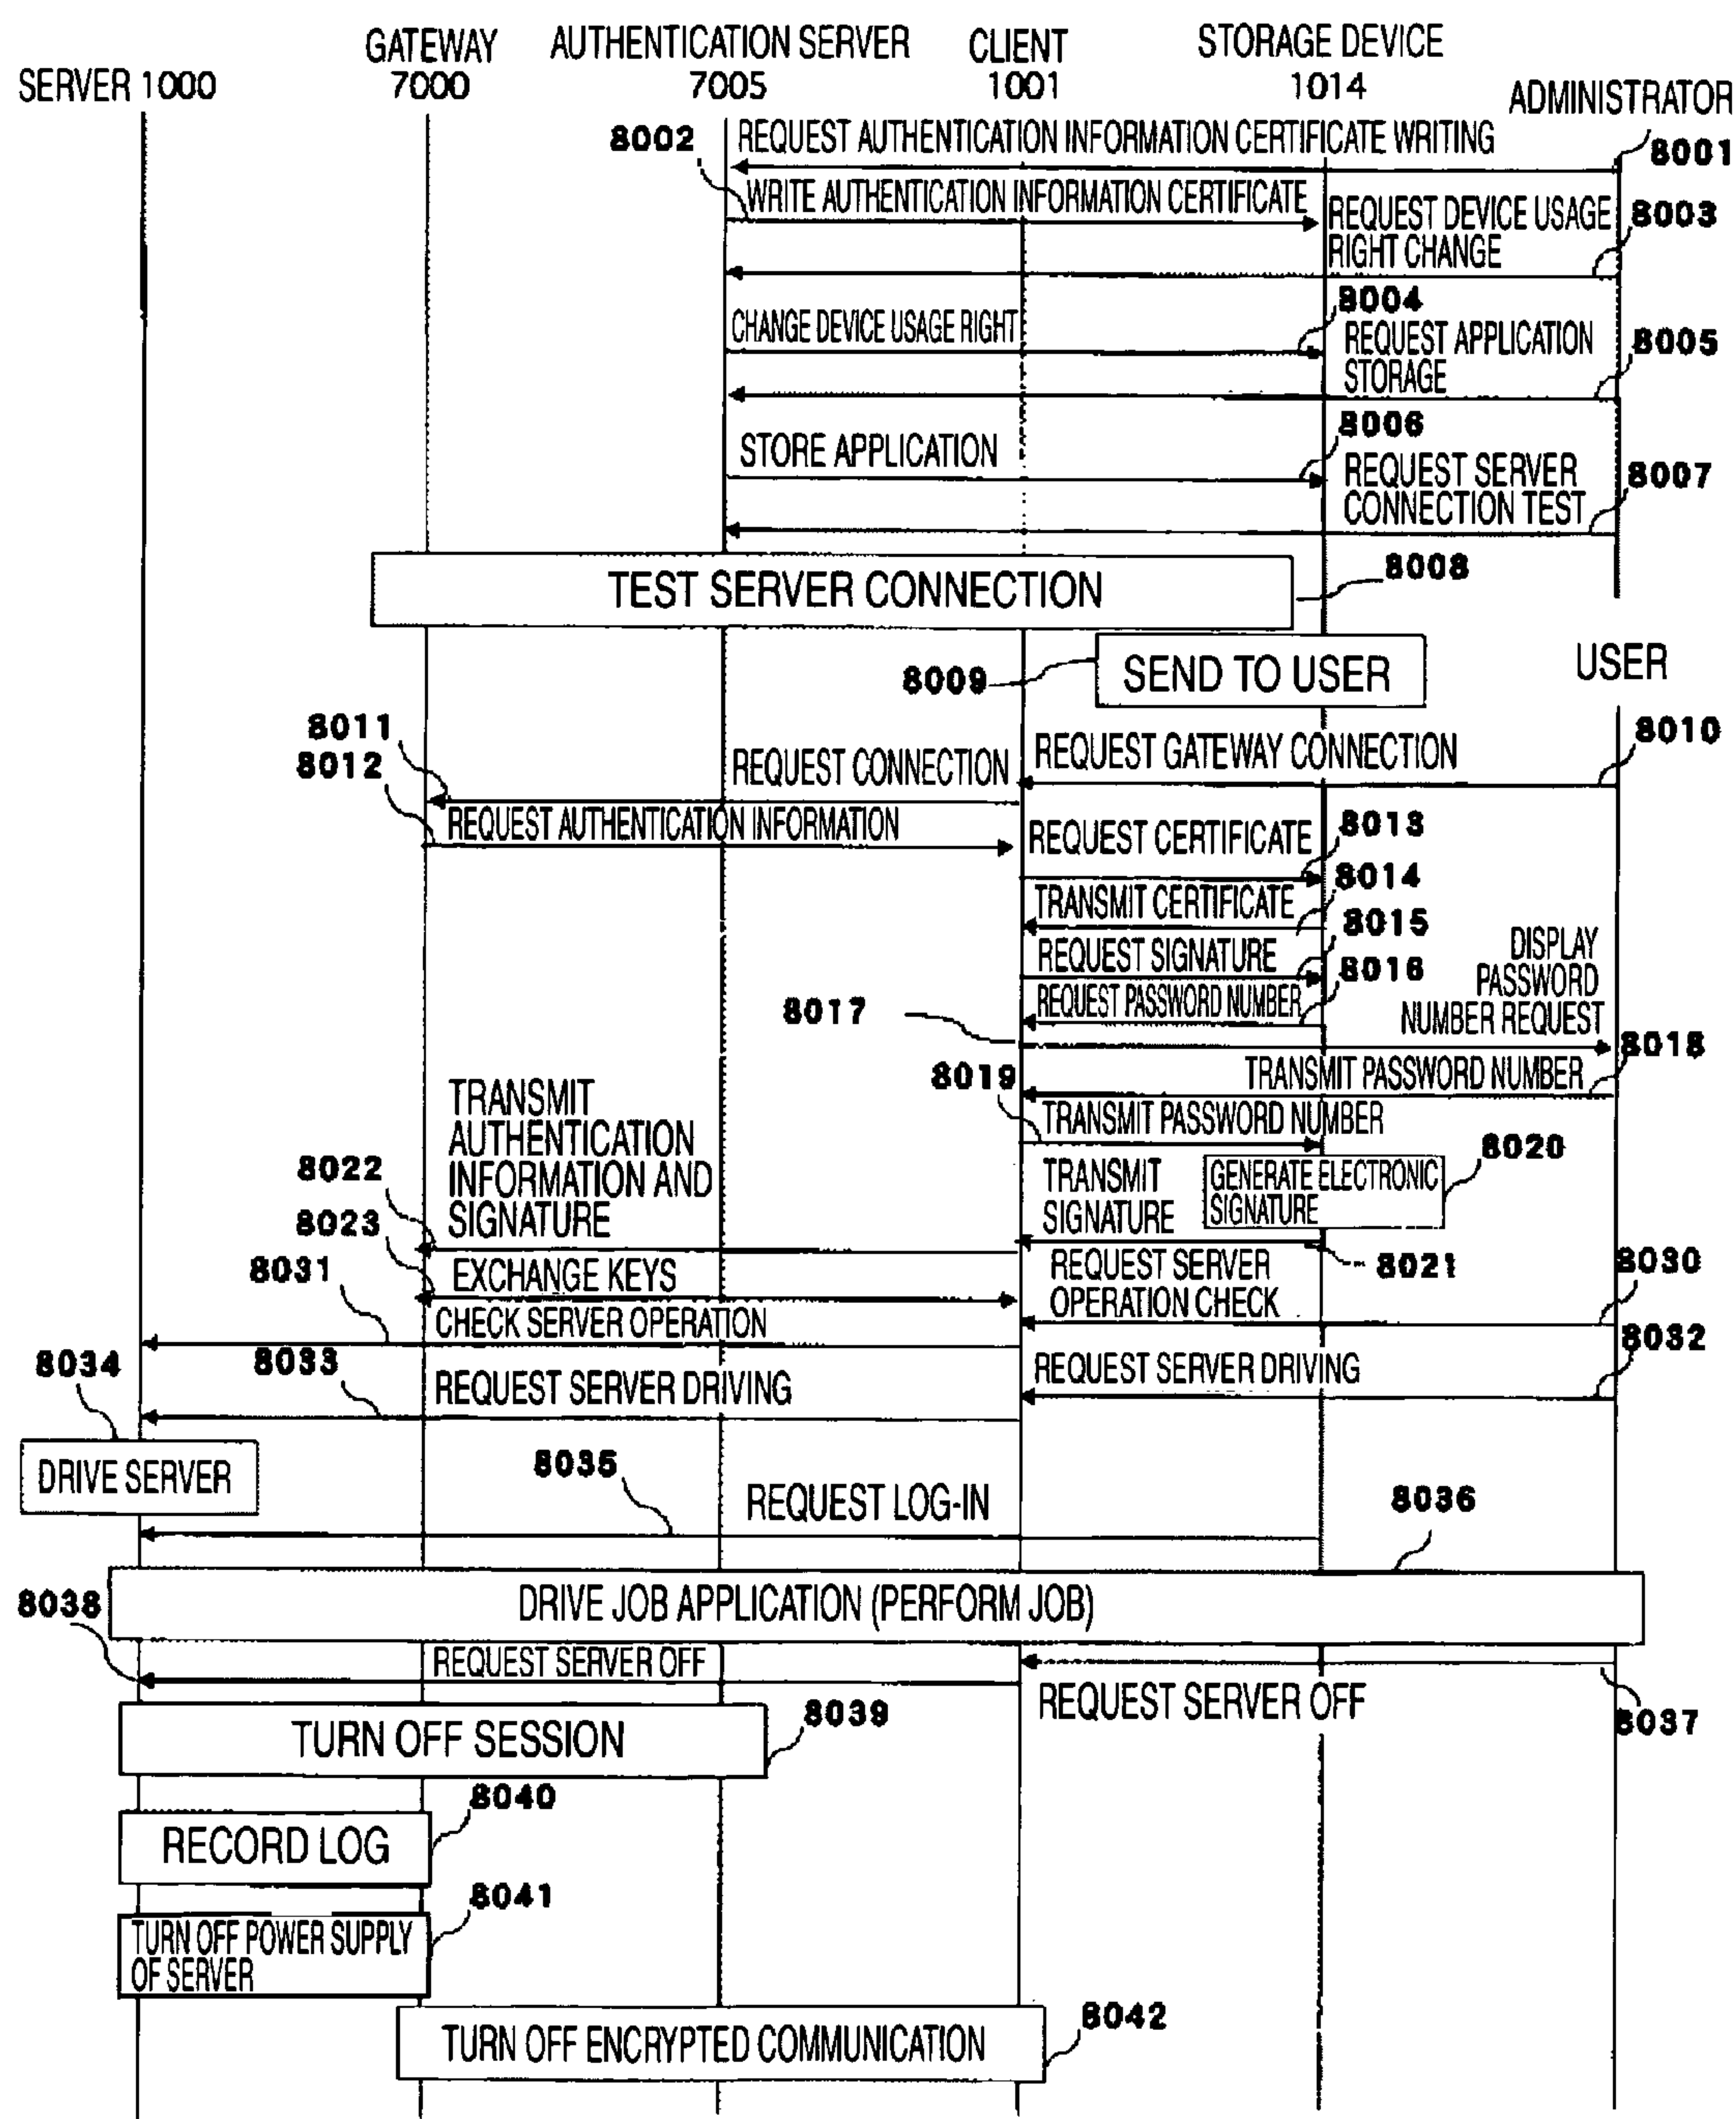 GATEWAY
7000
AUTHENTICATION SERVER
7005
CLIENT
1001
STORAGE DEVICE
1014
SERVER 1000
ADMINISTRATOR
8002
REQUEST AUTHENTICATION INFORMATION CERTIFICATE WRITING
8001
WRITE AUTHENTICATION INFORMATION CERTIFICATE
REQUEST DEVICE USAGE
RIGHT CHANGE
8003
CHANGE DEVICE USAGE RIGHT
8004
REQUEST APPLICATION
STORAGE
8005
STORE APPLICATION
8006
REQUEST SERVER
CONNECTION TEST
8007
TEST SERVER CONNECTION
8008
8009
SEND TO USER
USER
8011
8012
REQUEST CONNECTION
REQUEST GATEWAY CONNECTION
8010
REQUEST AUTHENTICATION INFORMATION
REQUEST CERTIFICATE
8013
TRANSMIT CERTIFICATE
8014
REQUEST SIGNATURE
8015
REQUEST PASSWORD NUMBER
8016
8017
DISPLAY
PASSWORD
NUMBER REQUEST
8018
TRANSMIT PASSWORD NUMBER
8019
TRANSMIT PASSWORD NUMBER
TRANSMIT
AUTHENTICATION
INFORMATION AND
SIGNATURE
8022
8023
TRANSMIT
SIGNATURE
GENERATE ELECTRONIC
SIGNATURE
8020
8021
EXCHANGE KEYS
8031
REQUEST SERVER
OPERATION CHECK
8030
CHECK SERVER OPERATION
8032
8034
8033
REQUEST SERVER DRIVING
REQUEST SERVER DRIVING
DRIVE SERVER
8035
REQUEST LOG-IN
8036
DRIVE JOB APPLICATION (PERFORM JOB)
8038
REQUEST SERVER OFF
REQUEST SERVER OFF
8037
TURN OFF SESSION
8039
RECORD LOG
8040
TURN OFF POWER SUPPLY
OF SERVER
8041
TURN OFF ENCRYPTED COMMUNICATION
8042